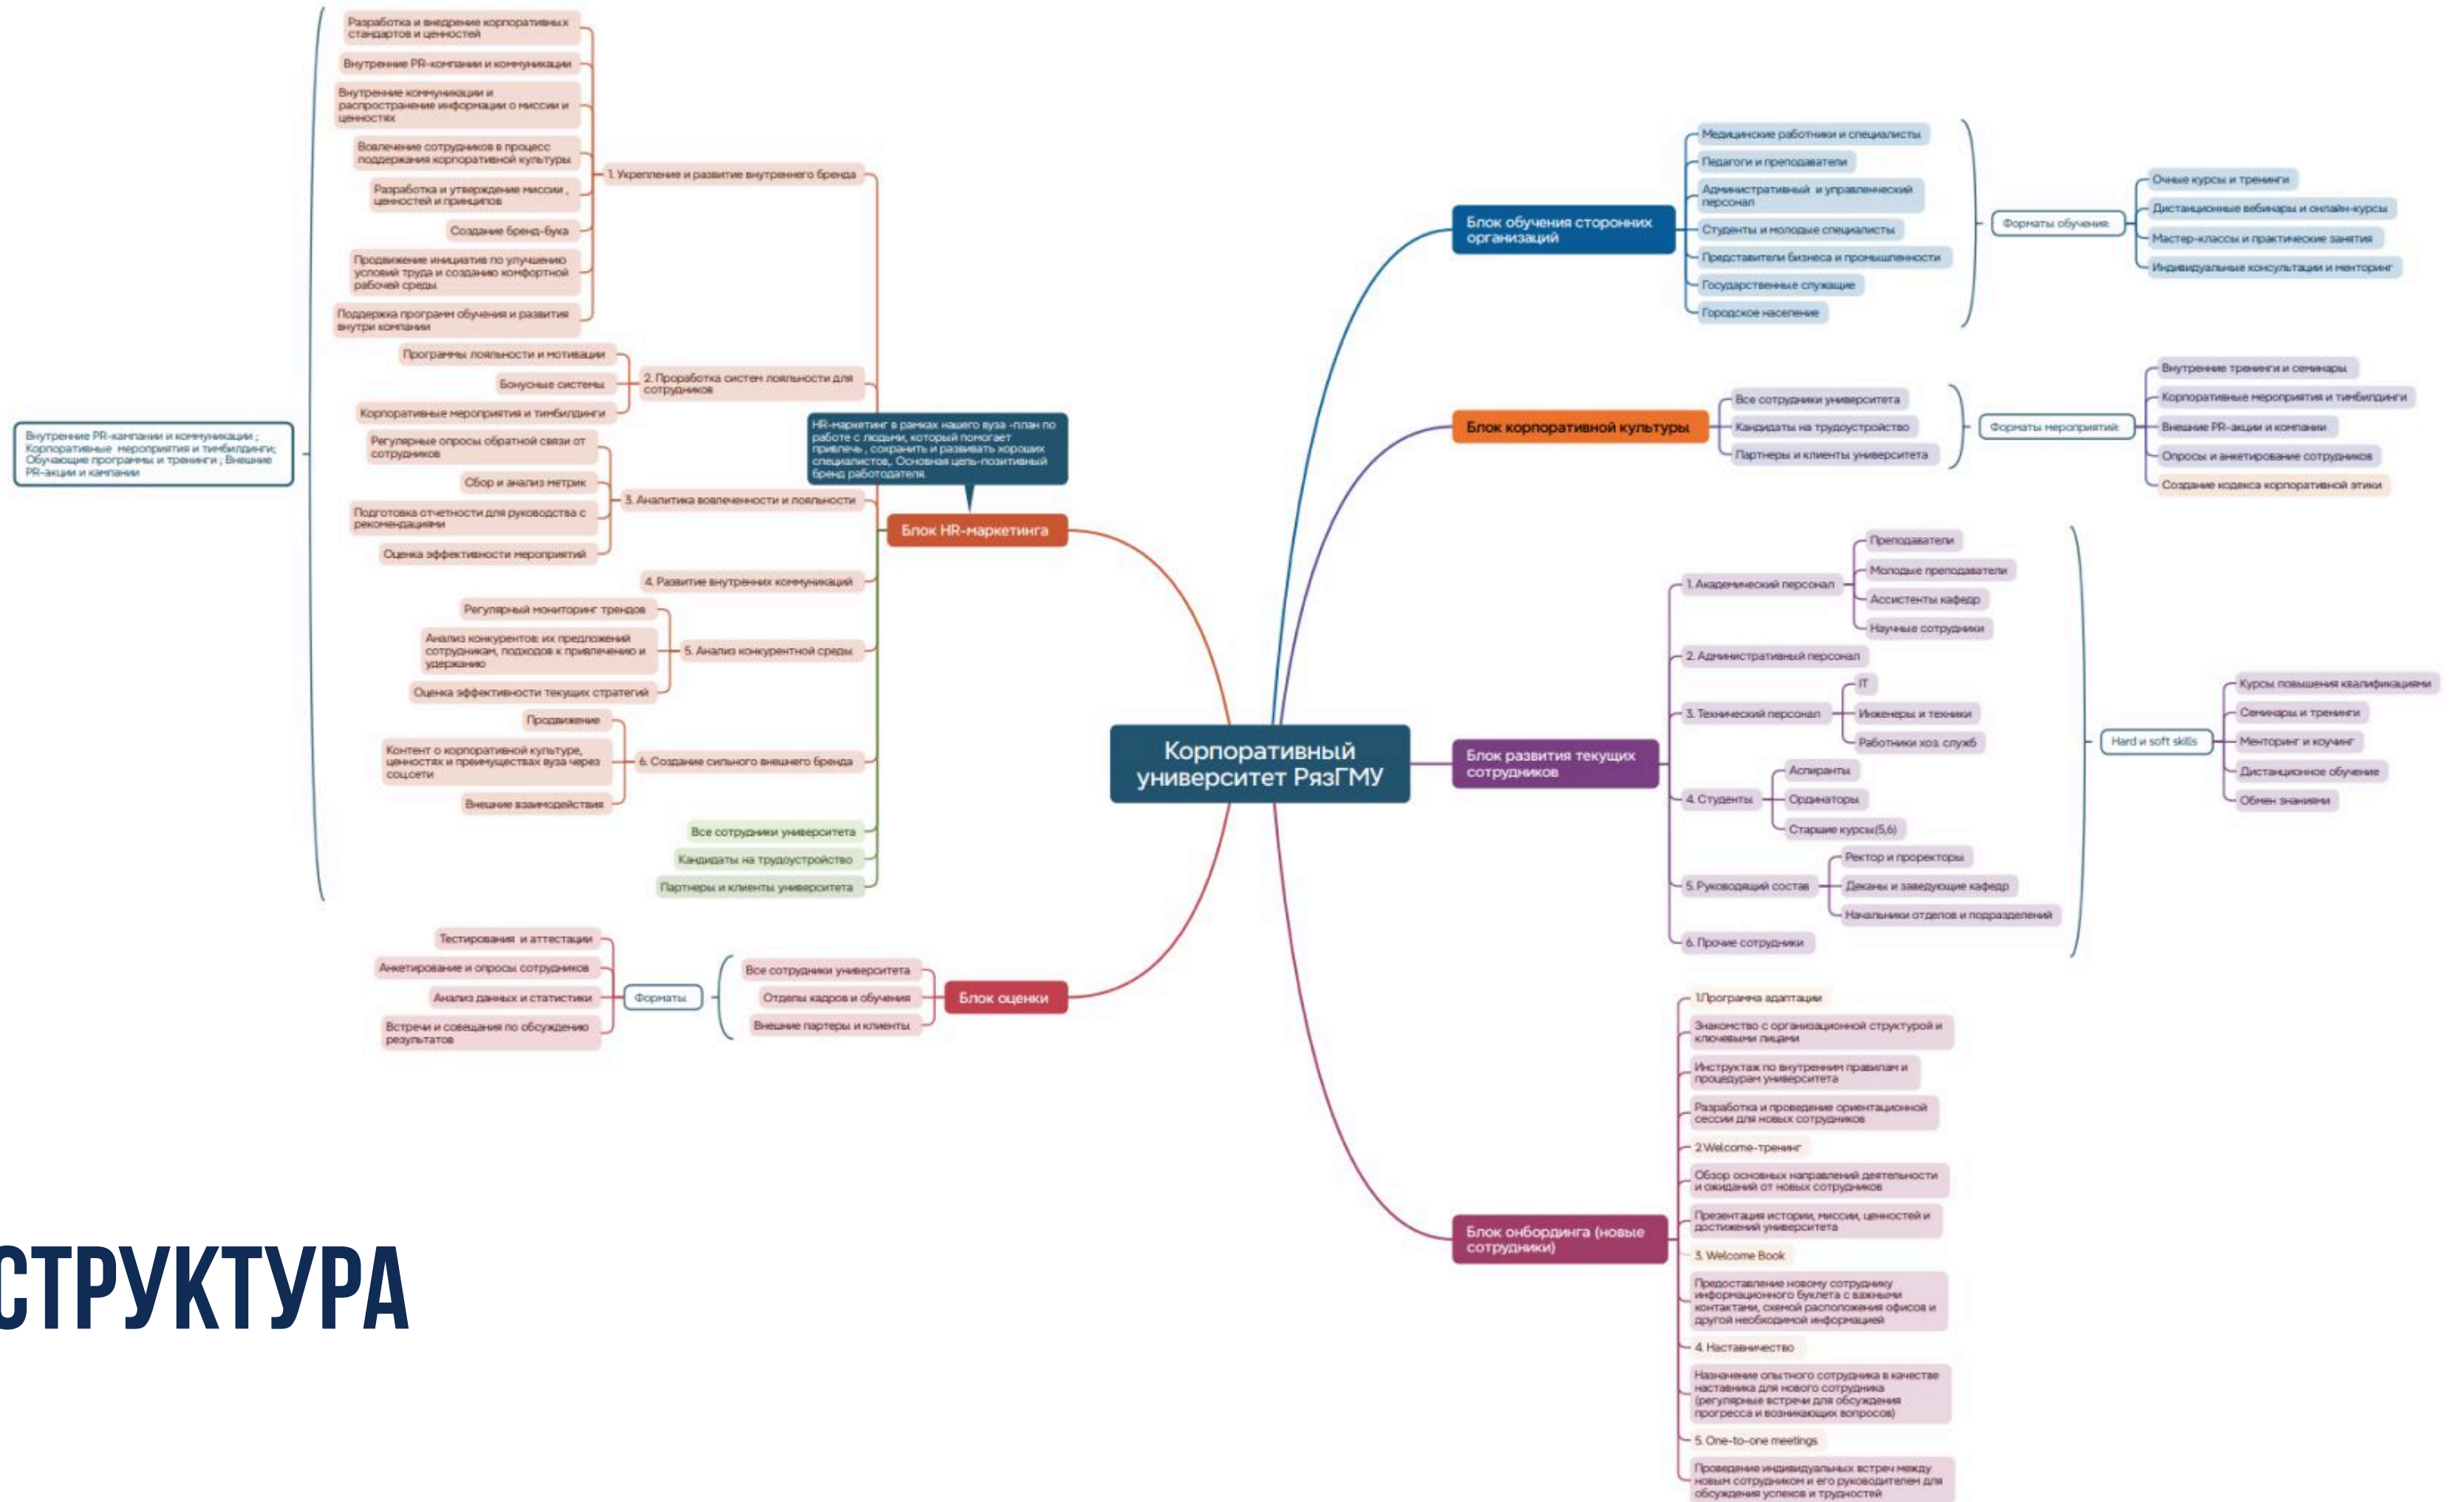 Разработка и внедрение корпоративных
стандартов и ценностей
Внутренние PR-компании и коммуникации
Внутренние коммуникации и
распространение информации о миссии и
ценностях
Вовлечение сотрудников в процесс
поддержания корпоративной культуры
Разработка и утверждение миссии ,
ценностей и принципов
Создание бренд-бука
Продвижение инициатив по улучшению
условий труда и созданию комфортной
рабочей среды
Поддержка программ обучения и развития
внутри компании
1. Укрепление и развитие внутреннего бренда
Программы лояльности и мотивации
Бонусные системы
Корпоративные мероприятия и тимбилдинги
2. Проработка систем лояльности для
сотрудников
Внутренние PR-кампании и коммуникации ;
Корпоративные мероприятия и тимбилдинги;
Обучающие программы и тренинги ; Внешние
PR-акции и кампании
HR-маркетинг в рамках нашего вуза -план по
работе с людьми, который помогает
привлечь , сохранить и развивать хороших
специалистов,. Основная цель-позитивный
бренд работодателя.
Регулярные опросы обратной связи от
сотрудников
Сбор и анализ метрик
Подготовка отчетности для руководства с
рекомендациями
Оценка эффективности мероприятий
3. Аналитика вовлеченности и лояльности
Блок HR-маркетинга
4. Развитие внутренних коммуникаций
Регулярный мониторинг трендов
Анализ конкурентов: их предложений
сотрудникам, подходов к привлечению и
удержанию
Оценка эффективности текущих стратегий
5. Анализ конкурентной среды
Продвижение
Контент о корпоративной культуре,
ценностях и преимуществах вуза через
соц.сети
Внешние взаимодействия
6. Создание сильного внешнего бренда
Все сотрудники университета
Кандидаты на трудоустройство
Партнеры и клиенты университета
Тестирования и аттестации
Анкетирование и опросы сотрудников
Анализ данных и статистики
Встречи и совещания по обсуждению
результатов
Форматы
Все сотрудники университета
Отделы кадров и обучения
Внешние партеры и клиенты
Блок оценки
Корпоративный
университет РязГМУ
Блок обучения сторонних
организаций
Медицинские работники и специалисты
Педагоги и преподаватели
Административный и управленческий
персонал
Студенты и молодые специалисты
Представители бизнеса и промышленности
Государственные служащие
Городское население
Форматы обучения:
Очные курсы и тренинги
Дистанционные вебинары и онлайн-курсы
Мастер-классы и практические занятия
Индивидуальные консультации и менторинг
Блок корпоративной культуры
Все сотрудники университета
Кандидаты на трудоустройство
Партнеры и клиенты университета
Форматы мероприятий:
Внутренние тренинги и семинары
Корпоративные мероприятия и тимбилдинги
Внешние PR-акции и компании
Опросы и анкетирование сотрудников
Создание кодекса корпоративной этики
Блок развития текущих
сотрудников
1. Академический персонал
Преподаватели
Молодые преподаватели
Ассистенты кафедр
Научные сотрудники
2. Административный персонал
3. Технический персонал
IT
Инженеры и техники
Работники хоз. служб
4. Студенты
Аспиранты
Ординаторы
Старшие курсы(5,6)
5. Руководящий состав
Ректор и проректоры
Деканы и заведующие кафедр
Начальники отделов и подразделений
6. Прочие сотрудники
Hard и soft skills
Курсы повышения квалификациями
Семинары и тренинги
Менторинг и коучинг
Дистанционное обучение
Обмен знаниями
Блок онбординга (новые
сотрудники)
1.Программа адаптации
Знакомство с организационной структурой и
ключевыми лицами
Инструктаж по внутренним правилам и
процедурам университета
Разработка и проведение ориентационной
сессии для новых сотрудников
2.Welcome-тренинг
Обзор основных направлений деятельности
и ожиданий от новых сотрудников
Презентация истории, миссии, ценностей и
достижений университета
3. Welcome Book
Предоставление новому сотруднику
информационного буклета с важными
контактами, схемой расположения офисов и
другой необходимой информацией
4. Наставничество
Назначение опытного сотрудника в качестве
наставника для нового сотрудника
(регулярные встречи для обсуждения
прогресса и возникающих вопросов)
5. One-to-one meetings
Проведение индивидуальных встреч между
новым сотрудником и его руководителем для
обсуждения успехов и трудностей
СТРУКТУРА